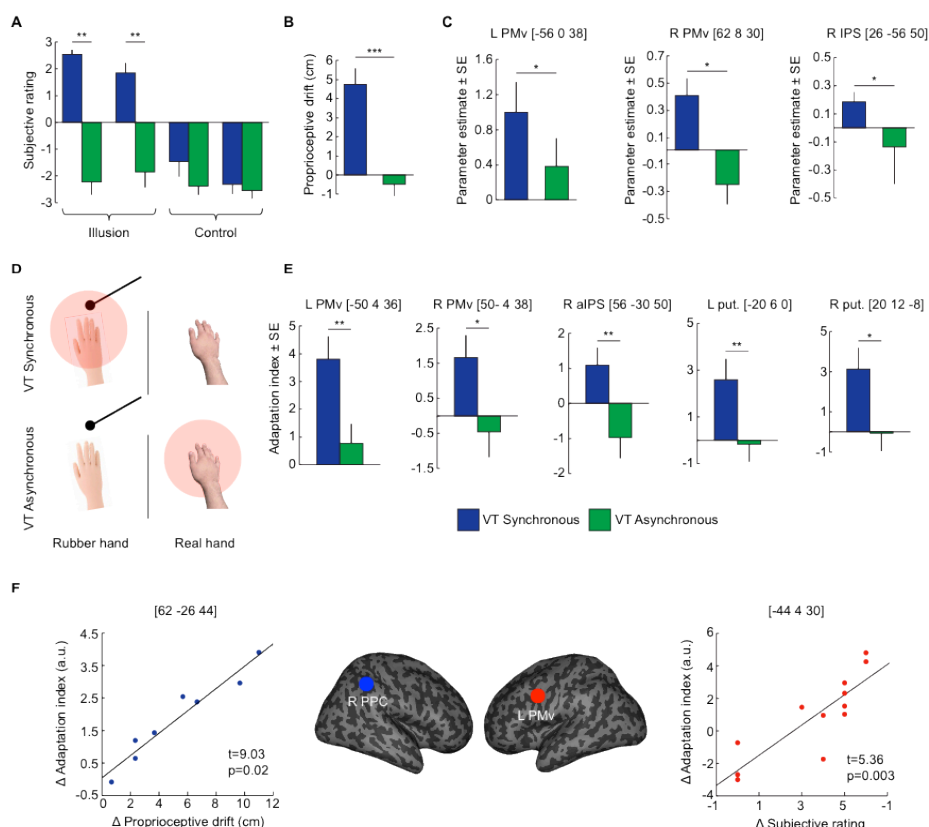 A
B
C
L PMv [-56 0 38]
R PMv [62 8 30]
R IPS [26 -56 50]
Subjective rating
3
2
1
0
-1
-2
-3
**
**
Illusion
Control
Proprioceptive drift (cm)
6
5
4
3
2
1
0
-1
***
Parameter estimate ± SE
1.6
1.2
0.8
0.4
0
*
Parameter estimate ± SE
0.7
0.5
0.3
0.1
-0.1
-0.3
-0.5
*
Parameter estimate ± SE
0.5
0.3
0.1
-0.1
-0.3
-0.5
*
D
VT Synchronous
VT Asynchronous
Rubber hand
Real hand
E
L PMv [-50 4 36]
R PMv [50- 4 38]
R aIPS [56 -30 50]
L put. [-20 6 0]
R put. [20 12 -8]
Adaptation index ± SE
5
4
3
2
1
0
**
2.5
1.5
0.5
-0.5
-1.5
*
2
1
0
-1
-2
**
5
3
1
-1
**
5
3
1
-1
*
VT Synchronous
VT Asynchronous
F
[62 -26 44]
Δ Adaptation index (a.u.)
4.5
3.5
2.5
1.5
0.5
-0.5
0 2 4 6 8 10 12
Δ Proprioceptive drift (cm)
t=9.03
p=0.02
R PPC
L PMv
[-44 4 30]
Δ Adaptation index (a.u.)
6
4
2
0
-2
-4
-1 1 3 5 -1
Δ Subjective rating
t=5.36
p=0.003